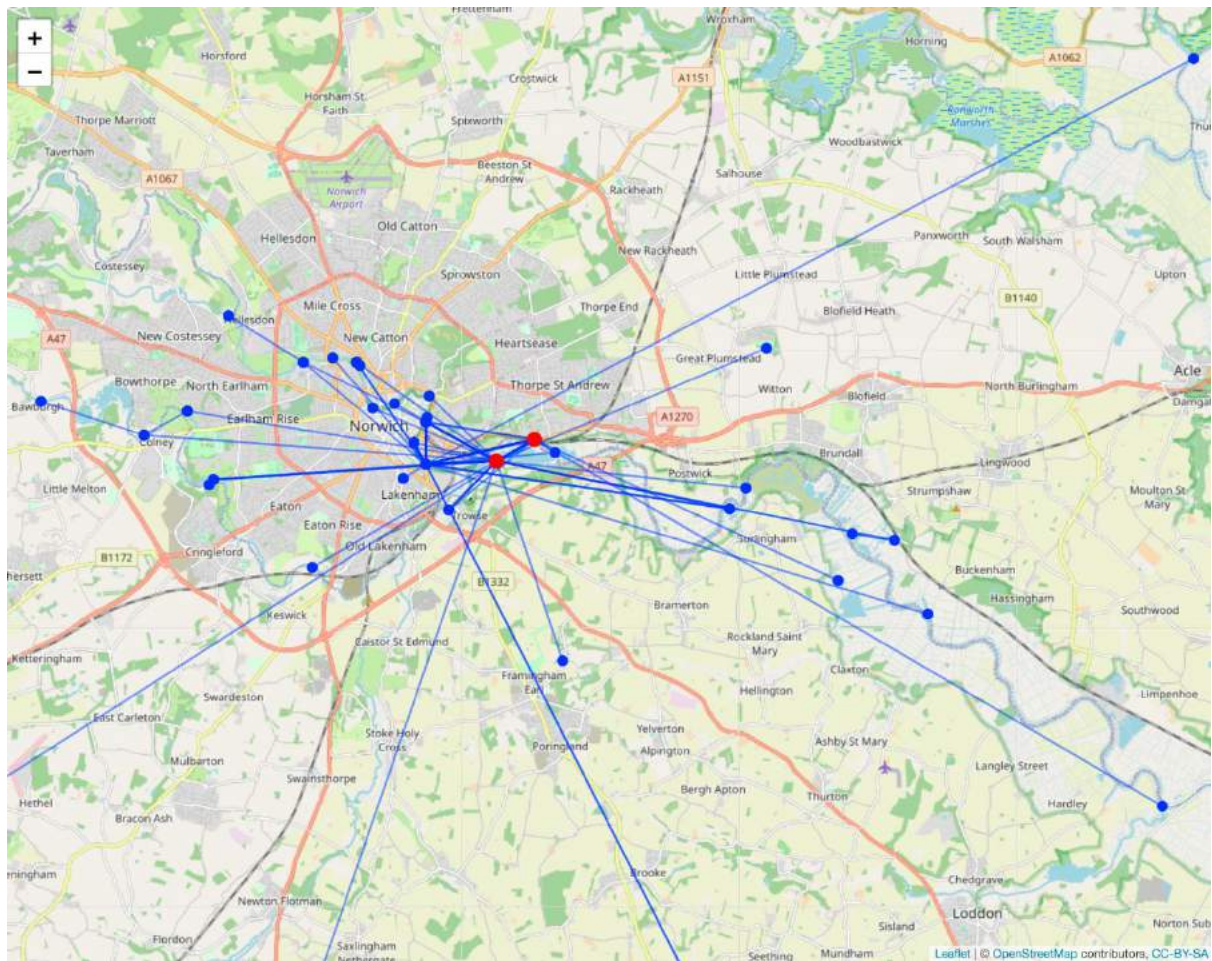 Frettenham
Wroxham
Horning
+
−
Horsford
A1062
Crostwick
A1151
Horsham St.
Faith
Ranworth
Marshes
Thorpe Marriott
Spixworth
Taverham
Woodbastwick
A1067
Beeston St
Andrew
Salhouse
Norwich
Airport
Rackheath
Old Catton
Hellesdon
Panxworth
South Walsham
New Rackheath
Costessey
Sprowston
Little Plumstead
Upton
B1140
Mile Cross
Thorpe End
Blofield Heath
Hellesdon
New Costessey
New Catton
A47
Heartsease
Great Plumstead
Acle
Bowthorpe
North Earlham
Thorpe St Andrew
Witton
North Burlingham
Bawburgh
Blofield
Earlham Rise
A1270
Norwich
Colney
Brundall
A47
Postwick
Lingwood
Little Melton
Lakenham
Strumpshaw
Moulton St
Mary
Eaton
Trowse
Eaton Rise
Surlingham
Cringleford
Old Lakenham
B1172
B1332
Buckenham
Keswick
Bramerton
Hassingham
Southwood
Caistor St Edmund
Rockland Saint
Mary
Ketteringham
Claxton
Framingham
Earl
Hellington
Limpenhoe
Swardeston
East Carleton
Stoke Holy
Cross
Yelverton
Poringland
Alpington
Ashby St Mary
Mulbarton
Langley Street
Swainsthorpe
Hethel
Bergh Apton
Thurton
Hardley
Bracon Ash
Brooke
Chedgrave
Newton Flotman
Loddon
Sisland
Norton Sub
Flordon
Saxlingham
Nethergate
Seething
Mundham
Leaflet | © OpenStreetMap contributors, CC-BY-SA